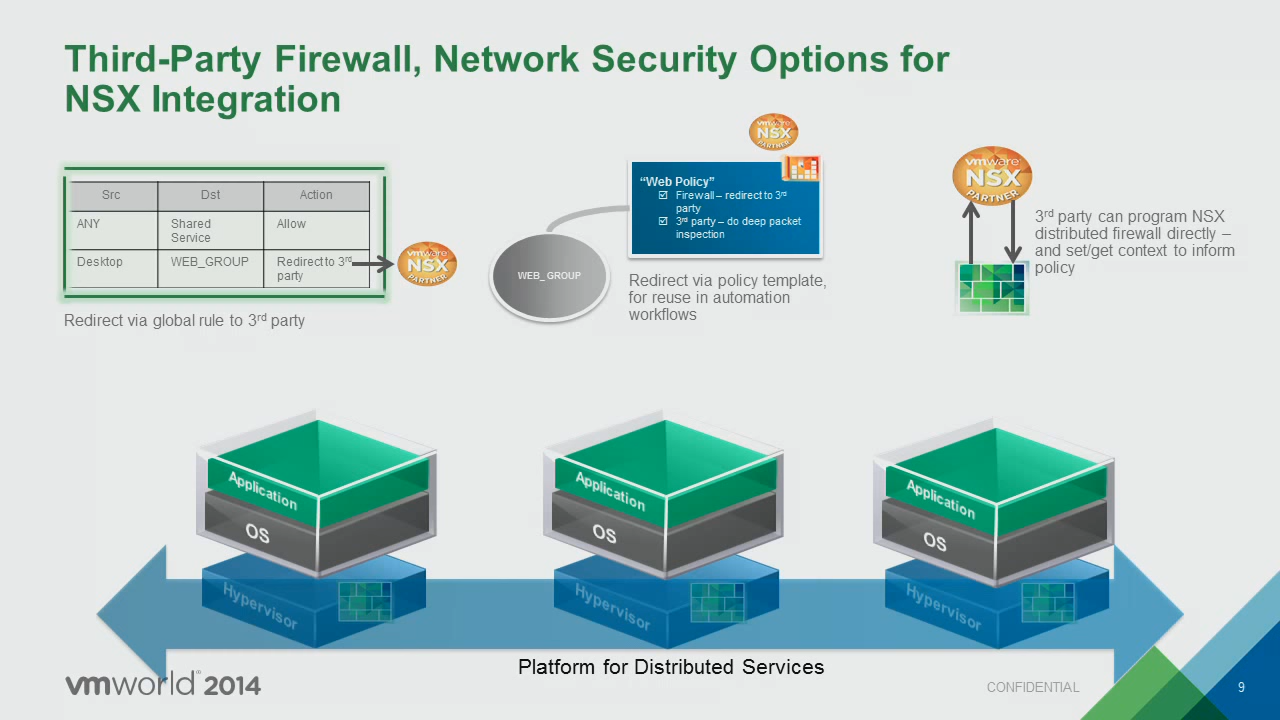 Third-Party Firewall, Network Security Options for
NSX Integration
Src Dst Action
ANY Shared Service Allow
Desktop WEB_GROUP Redirect to 3rd party
vmware NSX PARTNER
Redirect via global rule to 3rd party
WEB_GROUP
vmware NSX PARTNER
“Web Policy”
☑ Firewall – redirect to 3rd
party
☑ 3rd party – do deep packet
inspection
Redirect via policy template,
for reuse in automation
workflows
vmware®
NSX
PARTNER
3rd party can program NSX
distributed firewall directly –
and set/get context to inform
policy
Application
OS
Hypervisor
Application
OS
Hypervisor
Application
OS
Hypervisor
Platform for Distributed Services
vmworld® 2014
CONFIDENTIAL
9